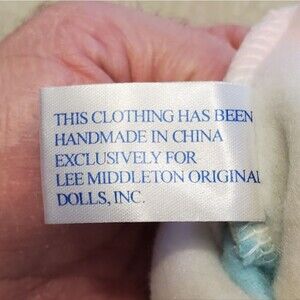 THIS CLOTHING HAS BEEN
HANDMADE IN CHINA
EXCLUSIVELY FOR
LEE MIDDLETON ORIGINAL
DOLLS, INC.